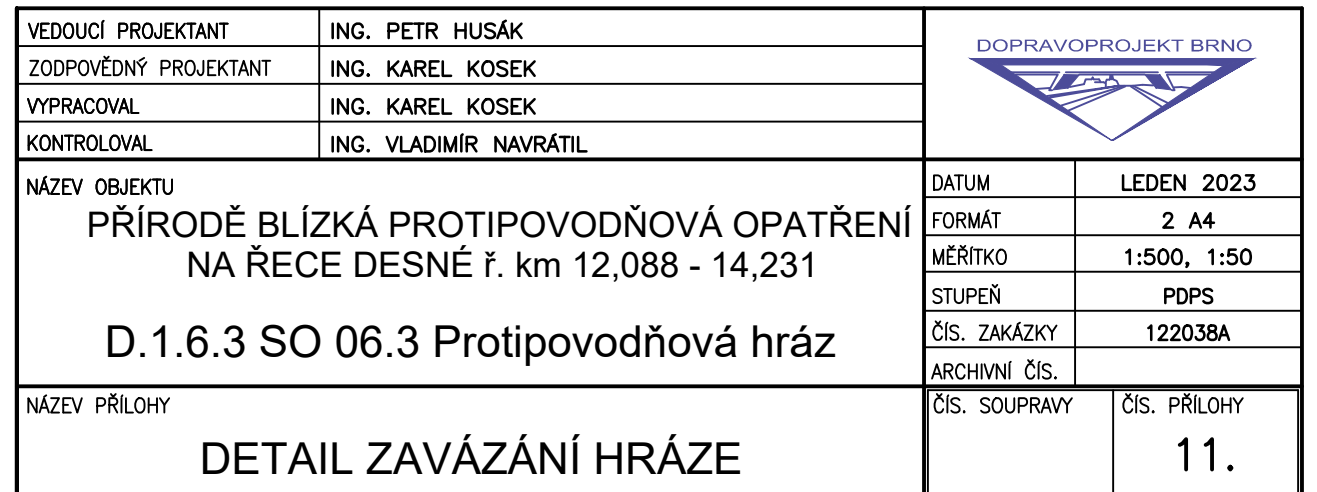 VEDOUCÍ PROJEKTANT ING. PETR HUSÁK
ZODPOVĚDNÝ PROJEKTANT ING. KAREL KOSEK
VYPRACOVAL ING. KAREL KOSEK
KONTROLOVAL ING. VLADIMÍR NAVRÁTIL
DOPRAVOPROJEKT BRNO
NÁZEV OBJEKTU
PŘÍRODĚ BLÍZKÁ PROTIPOVODŇOVÁ OPATŘENÍ
NA ŘECE DESNÉ ř. km 12,088 - 14,231
D.1.6.3 SO 06.3 Protipovodňová hráz
DATUM LEDEN 2023
FORMÁT 2 A4
MĚŘÍTKO 1:500, 1:50
STUPEŇ PDPS
ČÍS. ZAKÁZKY 122038A
ARCHIVNÍ ČÍS.
NÁZEV PŘÍLOHY
DETAIL ZAVÁZÁNÍ HRÁZE
ČÍS. SOUPRAVY
ČÍS. PŘÍLOHY
11.